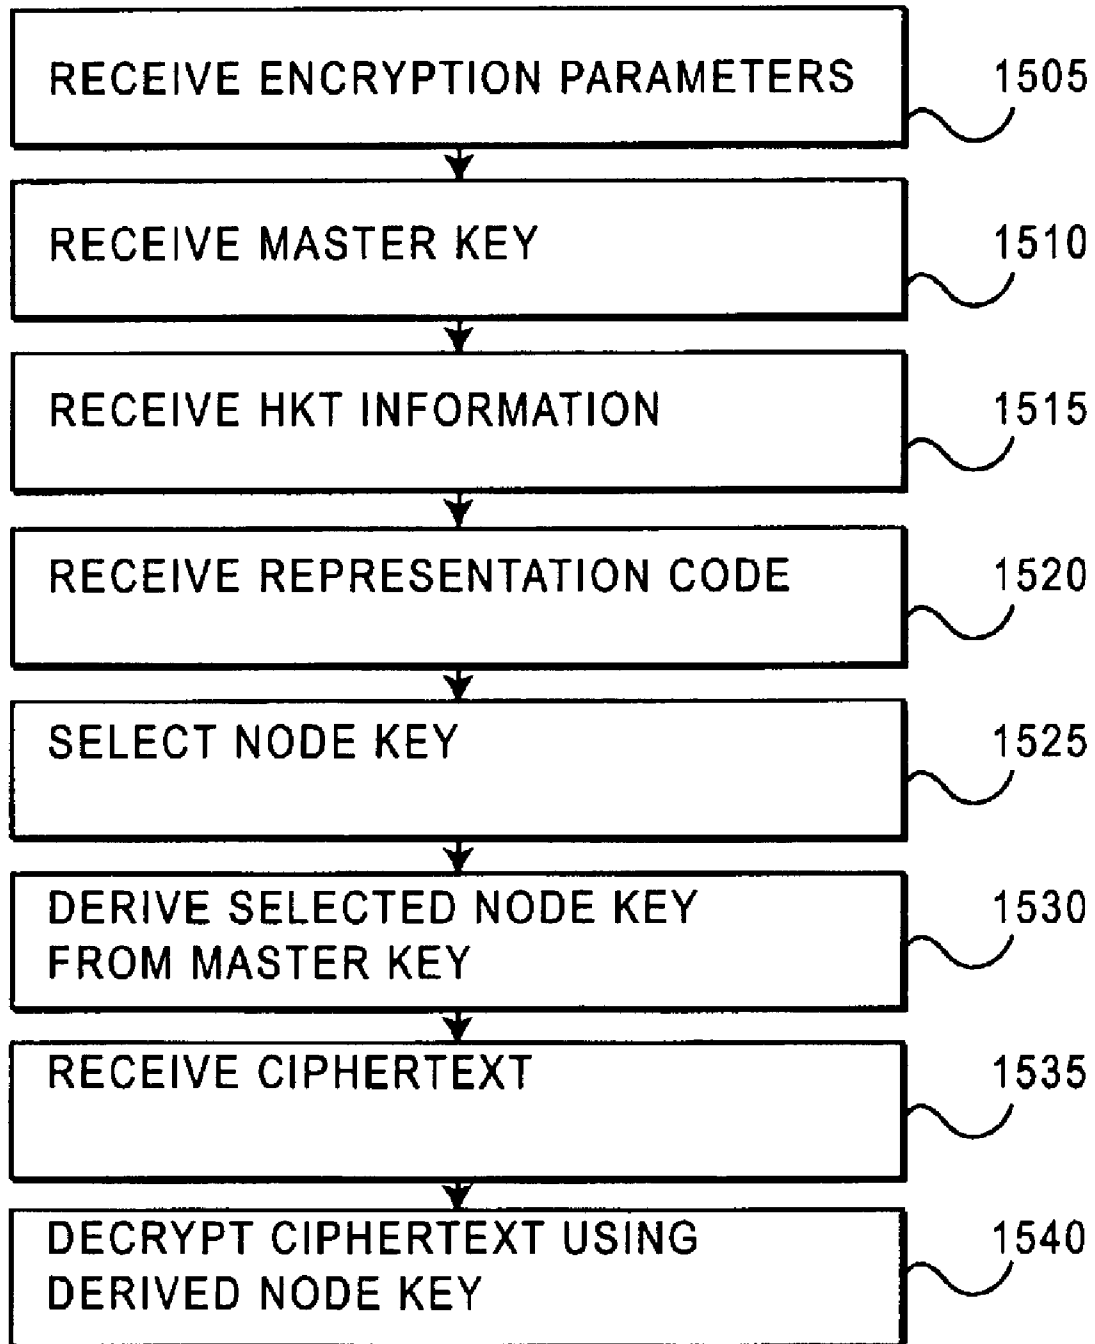 RECEIVE ENCRYPTION PARAMETERS
1505
RECEIVE MASTER KEY
1510
RECEIVE HKT INFORMATION
1515
RECEIVE REPRESENTATION CODE
1520
SELECT NODE KEY
1525
DERIVE SELECTED NODE KEY
FROM MASTER KEY
1530
RECEIVE CIPHERTEXT
1535
DECRYPT CIPHERTEXT USING
DERIVED NODE KEY
1540